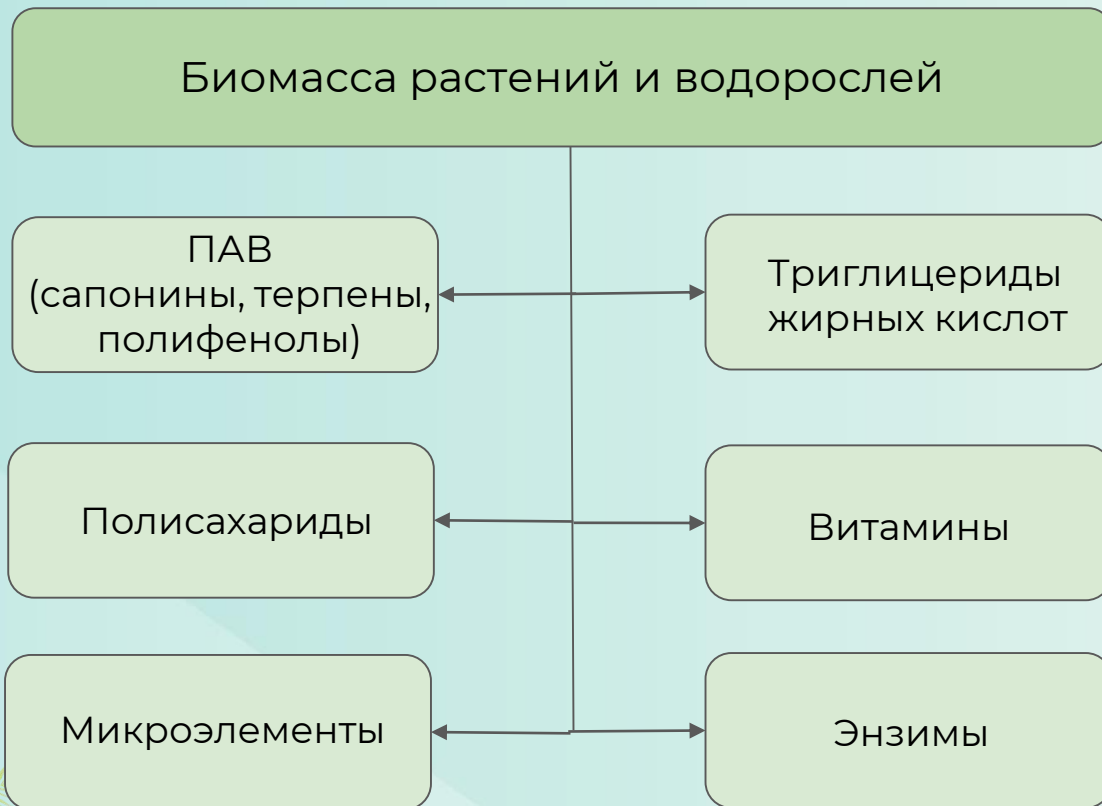 Биомасса растений и водорослей
ПАВ
(сапонины, терпены,
полифенолы)
Триглицериды
жирных кислот
Полисахариды
Витамины
Микроэлементы
Энзимы